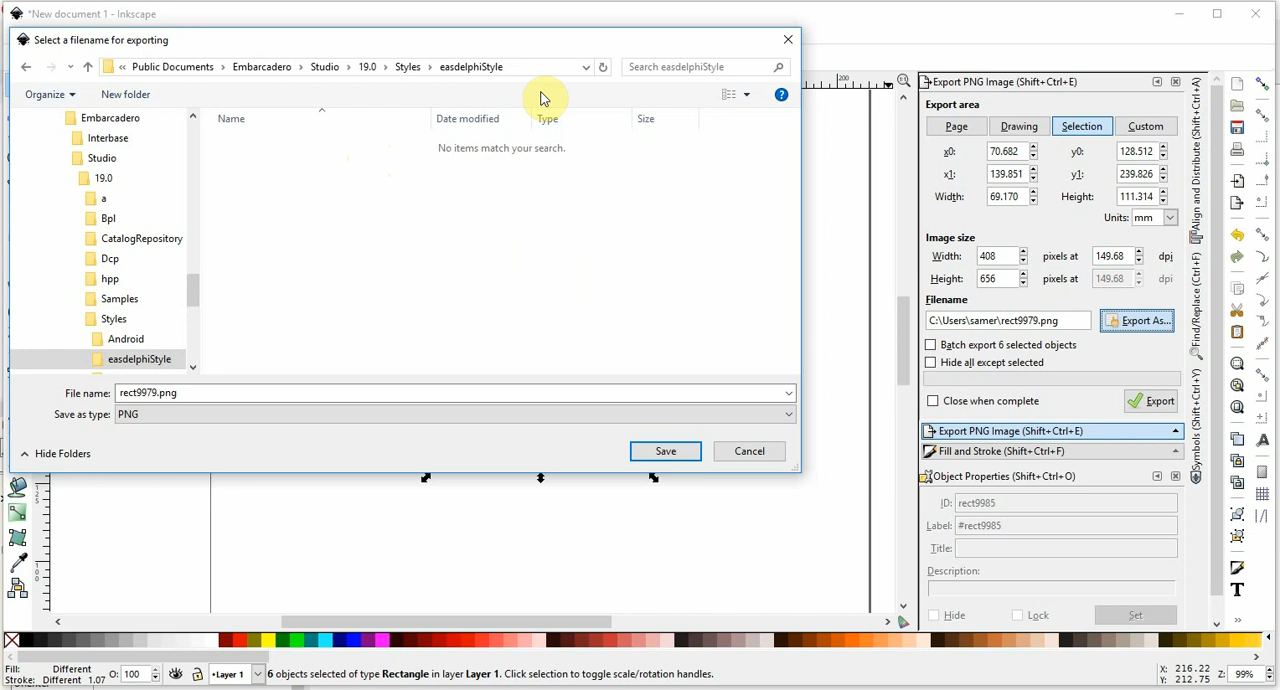 *New document 1 - Inkscape
Select a filename for exporting
« Public Documents › Embarcadero › Studio › 19.0 › Styles › easdelphiStyle
Search easdelphiStyle
Organize
New folder
Name
Date modified
Type
Size
No items match your search.
Embarcadero
Interbase
Studio
19.0
a
Bpl
CatalogRepository
Dcp
hpp
Samples
Styles
Android
easdelphiStyle
File name: rect9979.png
Save as type: PNG
Hide Folders
Save
Cancel
200
Export PNG Image (Shift+Ctrl+E)
Export area
Page Drawing Selection Custom
x0: 70.682 y0: 128.512
x1: 139.851 y1: 239.826
Width: 69.170 Height: 111.314
Units: mm
Image size
Width: 408 pixels at 149.68 dpi
Height: 656 pixels at 149.68 dpi
Filename
C:\Users\samer\rect9979.png Export As...
Batch export 6 selected objects
Hide all except selected
Close when complete Export
Export PNG Image (Shift+Ctrl+E)
Fill and Stroke (Shift+Ctrl+F)
Object Properties (Shift+Ctrl+O)
ID: rect9985
Label: #rect9985
Title:
Description:
Hide Lock Set
Align and Distribute (Shift+Ctrl+A)
Find/Replace (Ctrl+F)
Symbols (Shift+Ctrl+Y)
Fill: Different
Stroke: Different 1.07
O: 100
•Layer 1
6 objects selected of type Rectangle in layer Layer 1. Click selection to toggle scale/rotation handles.
X: 216.22
Y: 212.75
Z: 99%